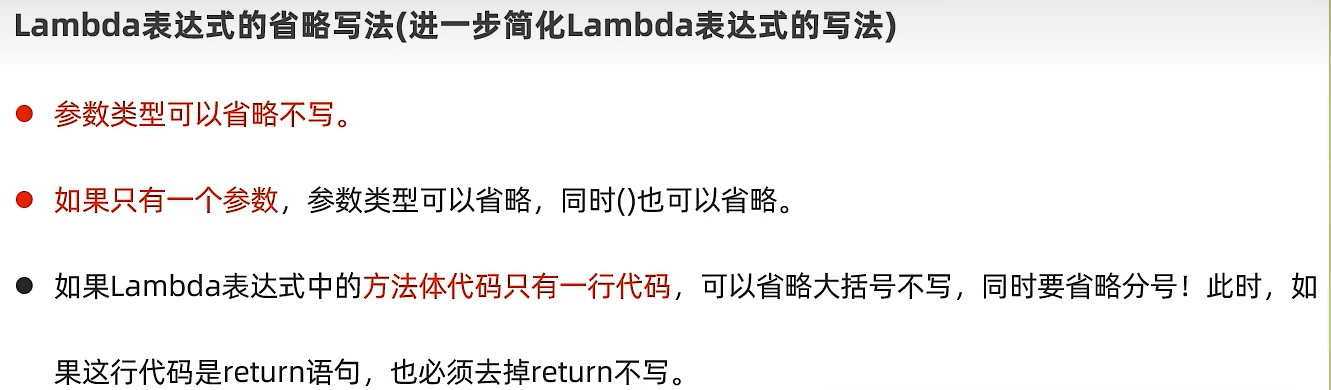 Lambda表达式的省略写法(进一步简化Lambda表达式的写法)
● 参数类型可以省略不写。
● 如果只有一个参数，参数类型可以省略，同时()也可以省略。
● 如果Lambda表达式中的方法体代码只有一行代码，可以省略大括号不写，同时要省略分号！此时，如
果这行代码是return语句，也必须去掉return不写。